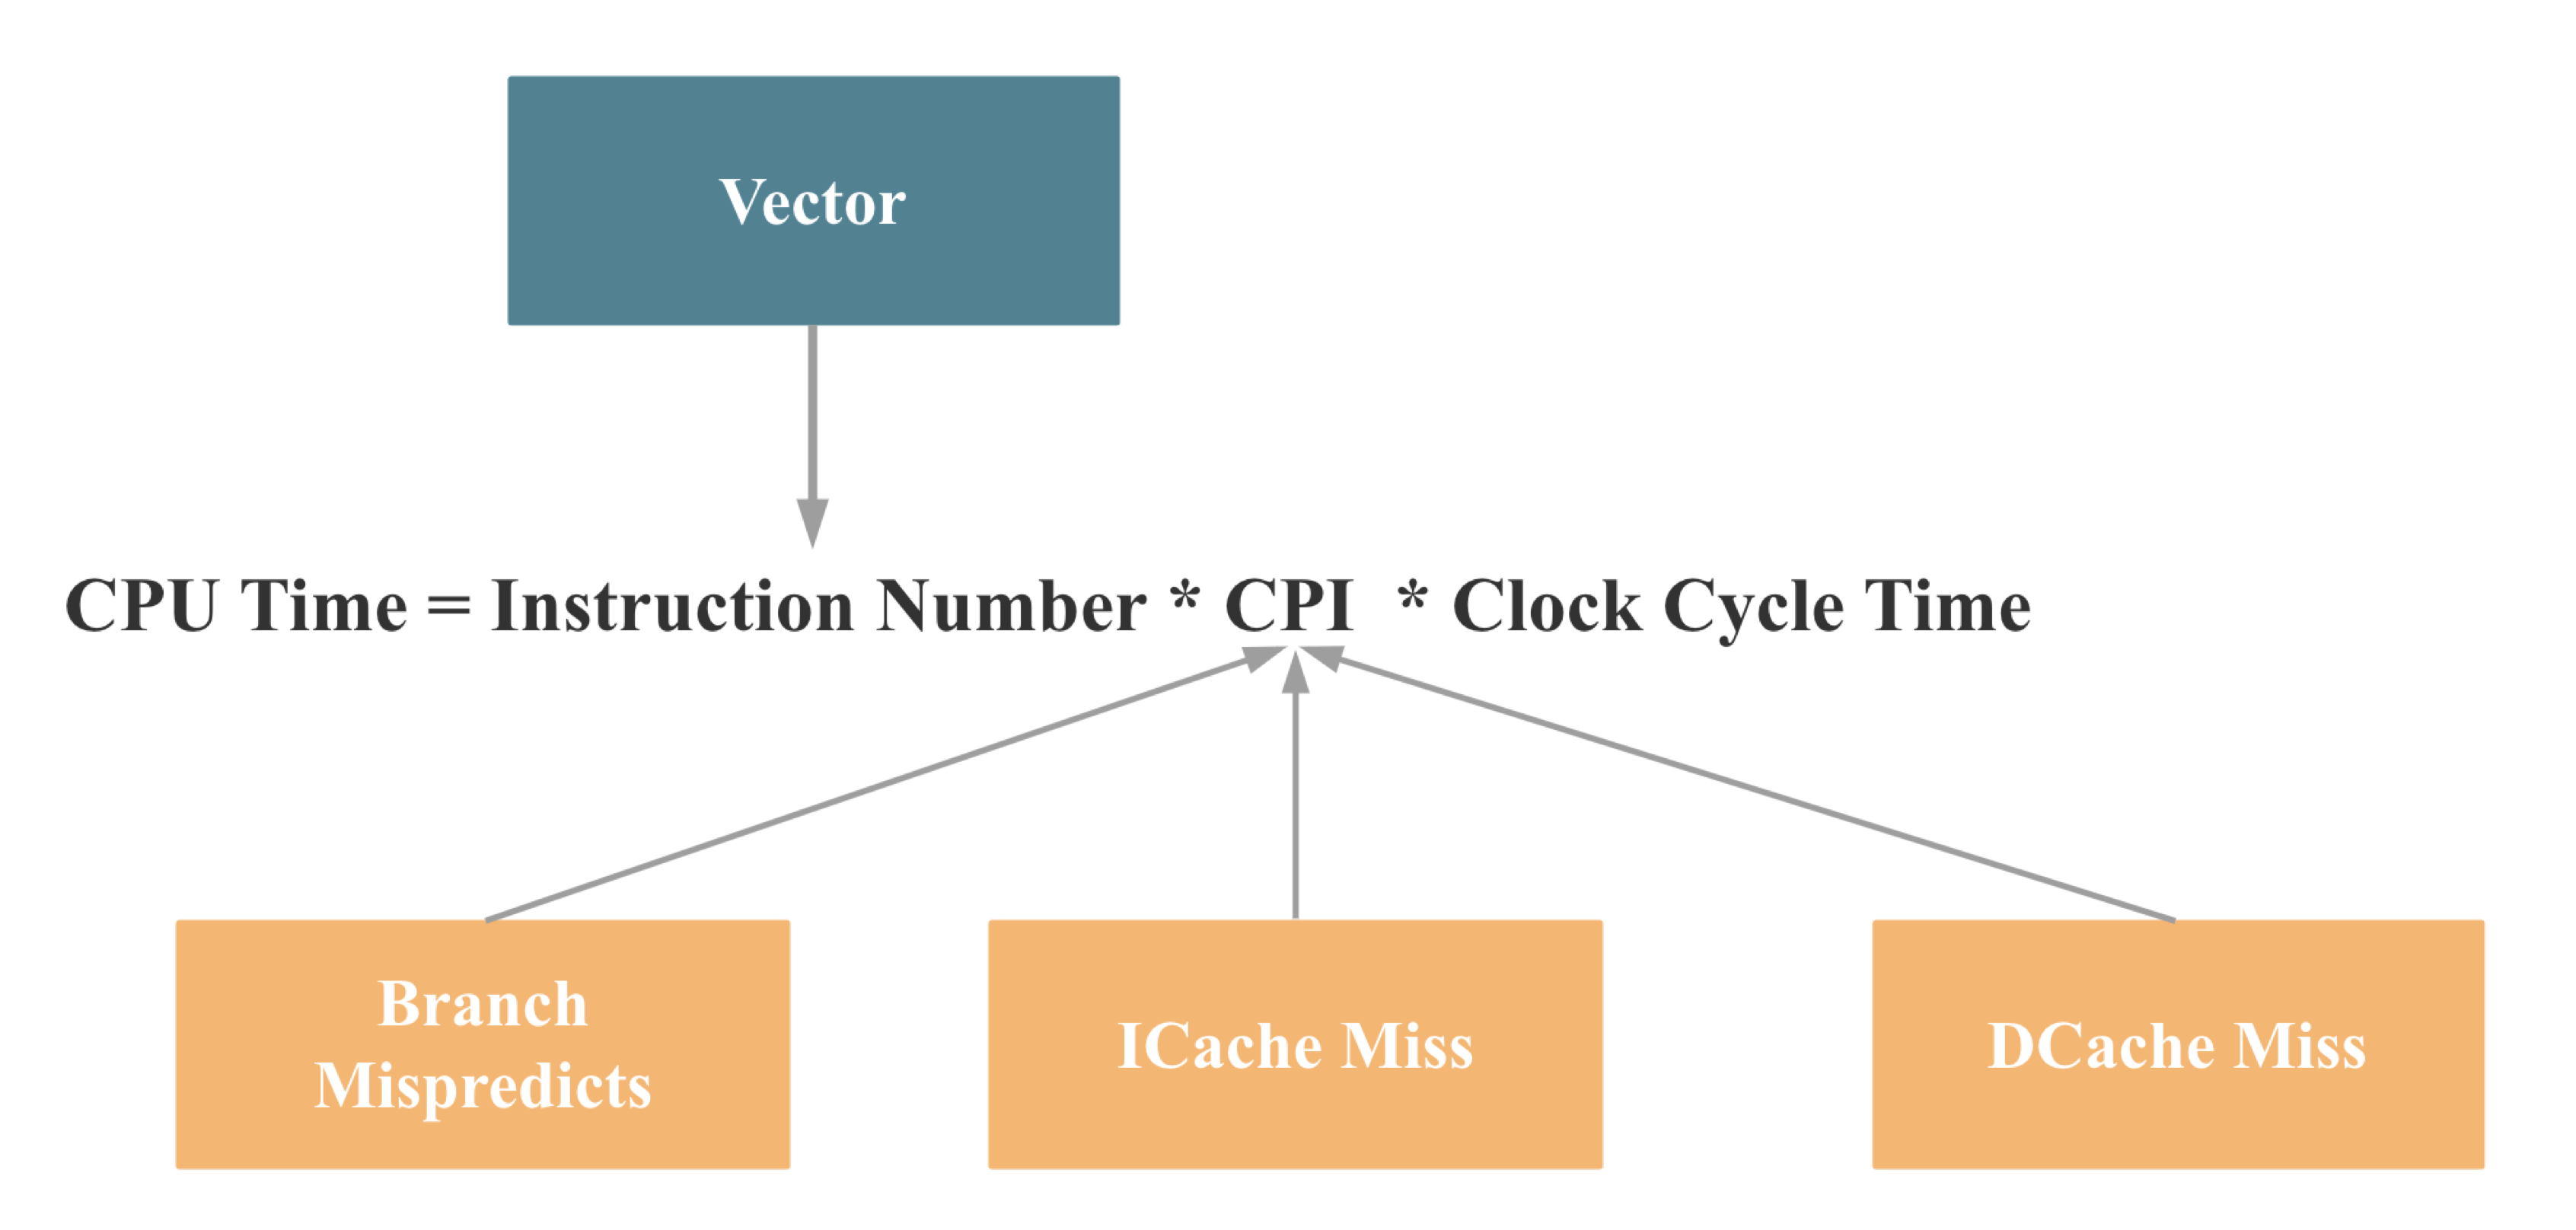 Vector
CPU Time = Instruction Number * CPI * Clock Cycle Time
Branch
Mispredicts
ICache Miss
DCache Miss